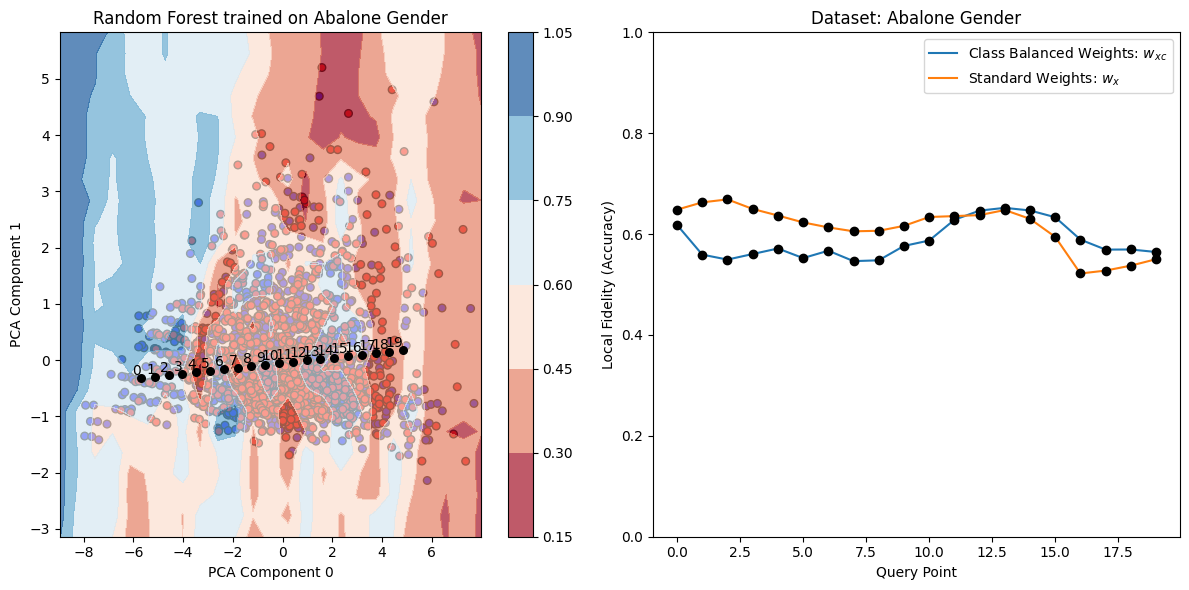 Random Forest trained on Abalone Gender
5
4
3
2
1
0
−1
−2
−3
PCA Component 1
0 1 2 3 4 5 6 7 8 9 10 11 12 13 14 15 16 17 18 19
−8 −6 −4 −2 0 2 4 6
PCA Component 0
1.05
0.90
0.75
0.60
0.45
0.30
0.15
Dataset: Abalone Gender
Class Balanced Weights: w_{xc}
Standard Weights: w_x
1.0
0.8
0.6
0.4
0.2
0.0
Local Fidelity (Accuracy)
0.0 2.5 5.0 7.5 10.0 12.5 15.0 17.5
Query Point